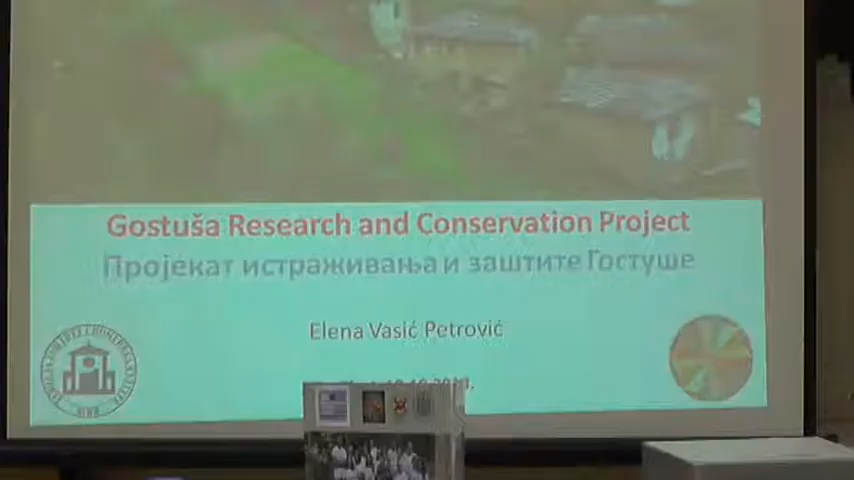 Gostuša Research and Conservation Project
Пројекат истраживања и заштите Гостуше
Elena Vasić Petrović